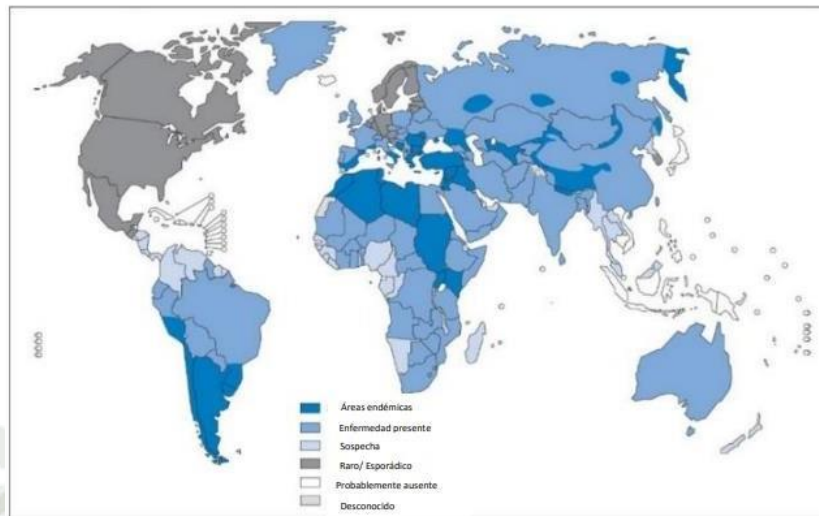 Áreas endémicas
Enfermedad presente
Sospecha
Raro/ Esporádico
Probablemente ausente
Desconocido